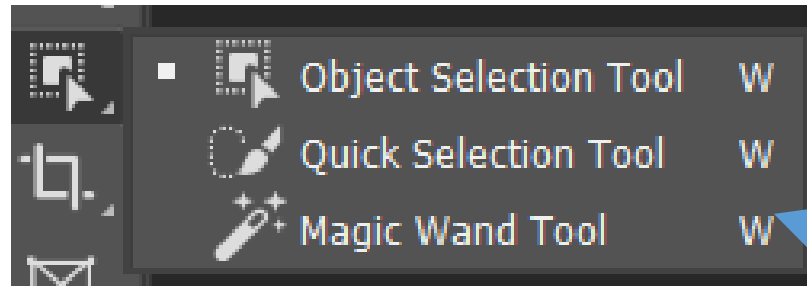 Object Selection Tool W
Quick Selection Tool W
Magic Wand Tool W